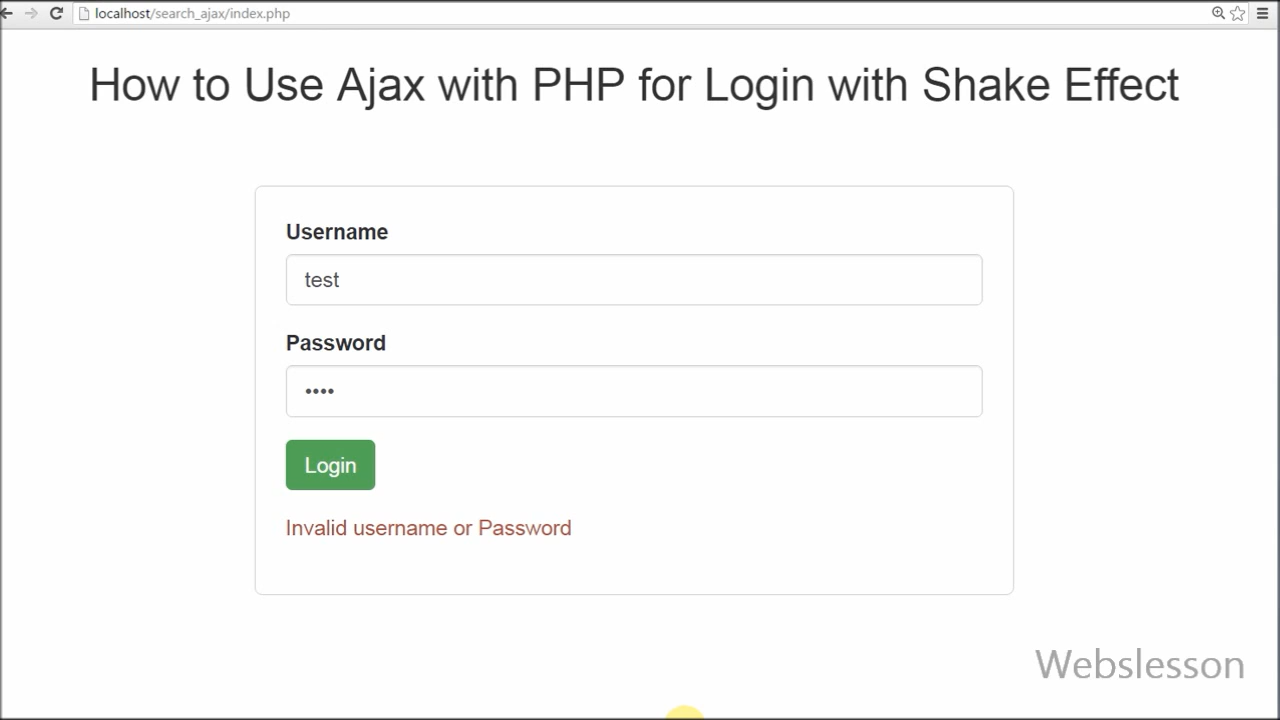 localhost/search_ajax/index.php
How to Use Ajax with PHP for Login with Shake Effect
Username
test
Password
••••
Login
Invalid username or Password
Webslesson